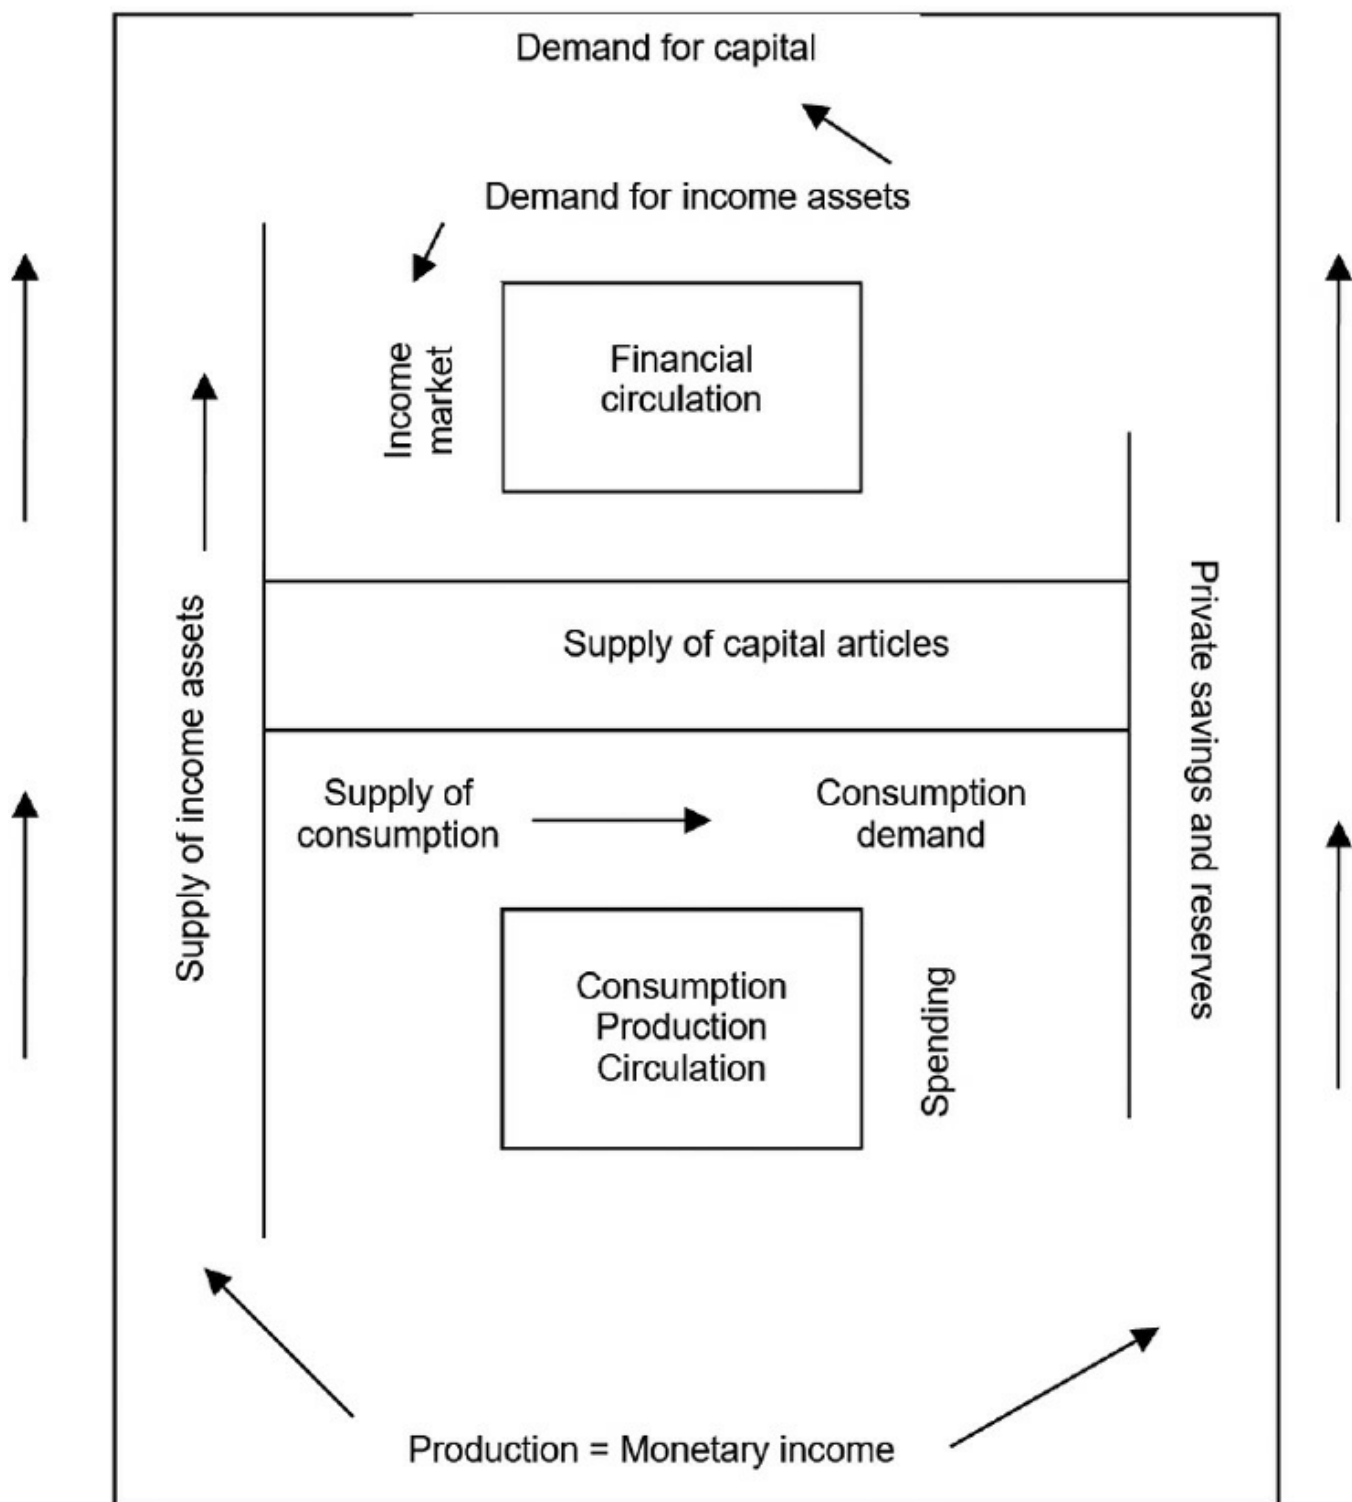 Demand for capital
Demand for income assets
Income
market
Financial
circulation
Supply of capital articles
Supply of income assets
Private savings and reserves
Supply of
consumption
Consumption
demand
Consumption
Production
Circulation
Spending
Production = Monetary income